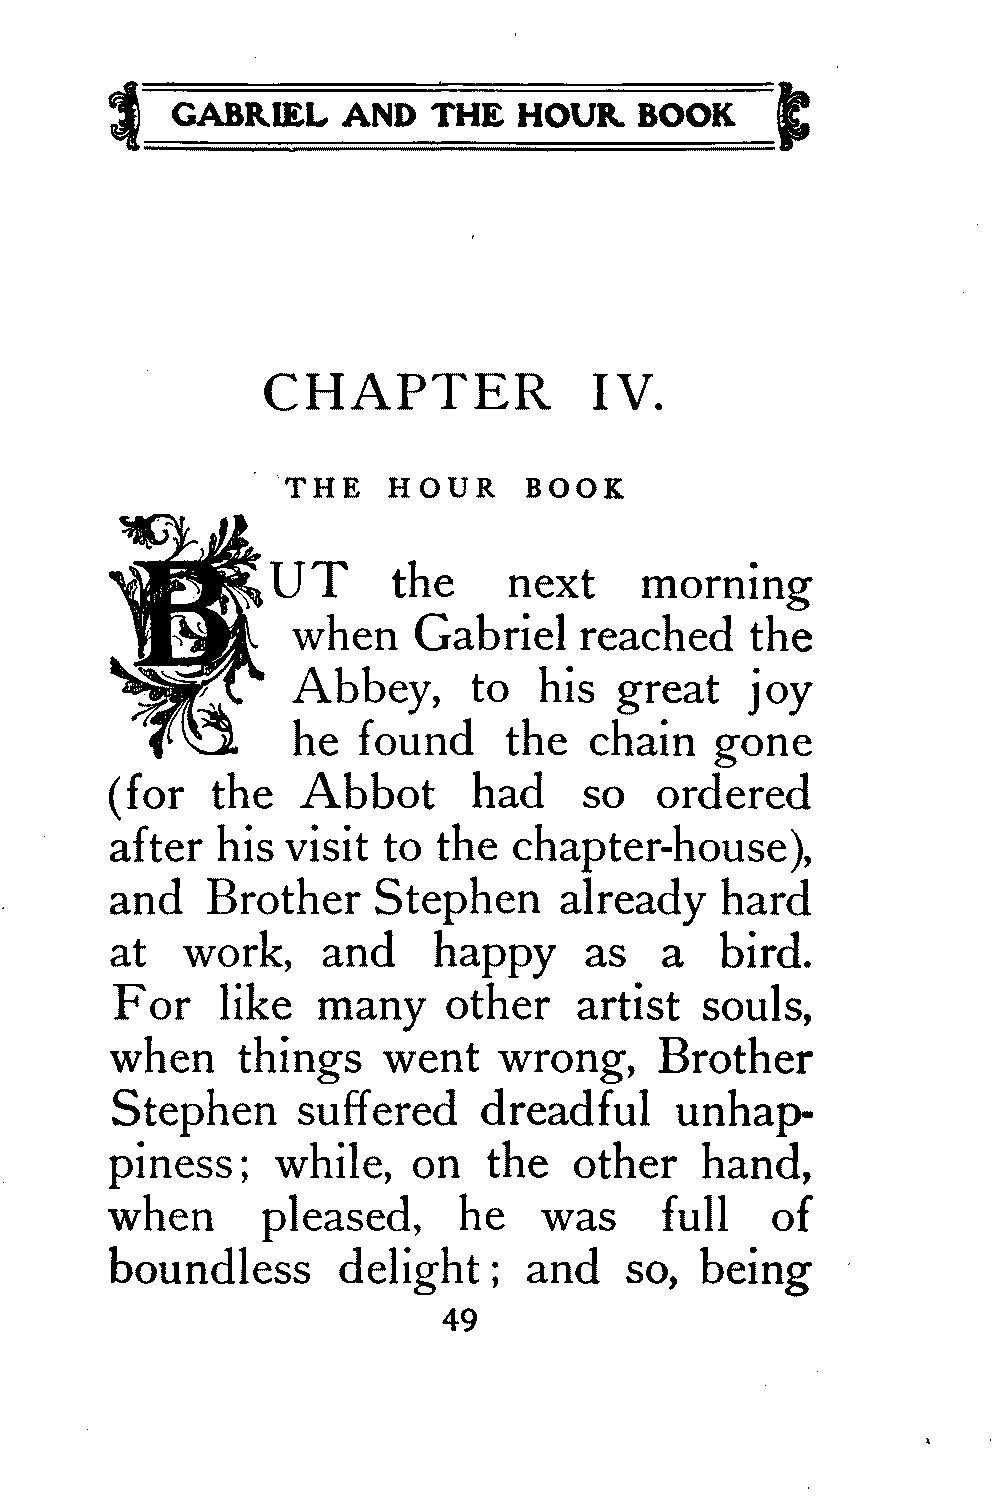 GABRIEL AND THE HOUR BOOK
CHAPTER IV.
THE HOUR BOOK
BUT the next morning
when Gabriel reached the
Abbey, to his great joy
he found the chain gone
(for the Abbot had so ordered
after his visit to the chapter-house),
and Brother Stephen already hard
at work, and happy as a bird.
For like many other artist souls,
when things went wrong, Brother
Stephen suffered dreadful unhap-
piness; while, on the other hand,
when pleased, he was full of
boundless delight; and so, being
49